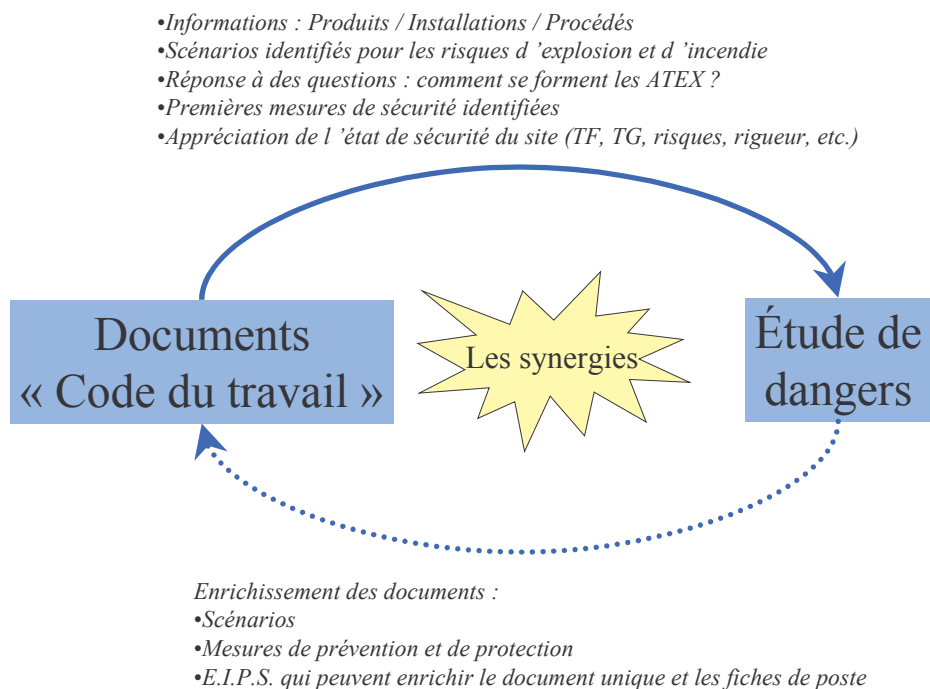 •Informations : Produits / Installations / Procédés
•Scénarios identifiés pour les risques d ’explosion et d ’incendie
•Réponse à des questions : comment se forment les ATEX ?
•Premières mesures de sécurité identifiées
•Appréciation de l ’état de sécurité du site (TF, TG, risques, rigueur, etc.)
Documents
« Code du travail »
Les synergies
Étude de
dangers
Enrichissement des documents :
•Scénarios
•Mesures de prévention et de protection
•E.I.P.S. qui peuvent enrichir le document unique et les fiches de poste